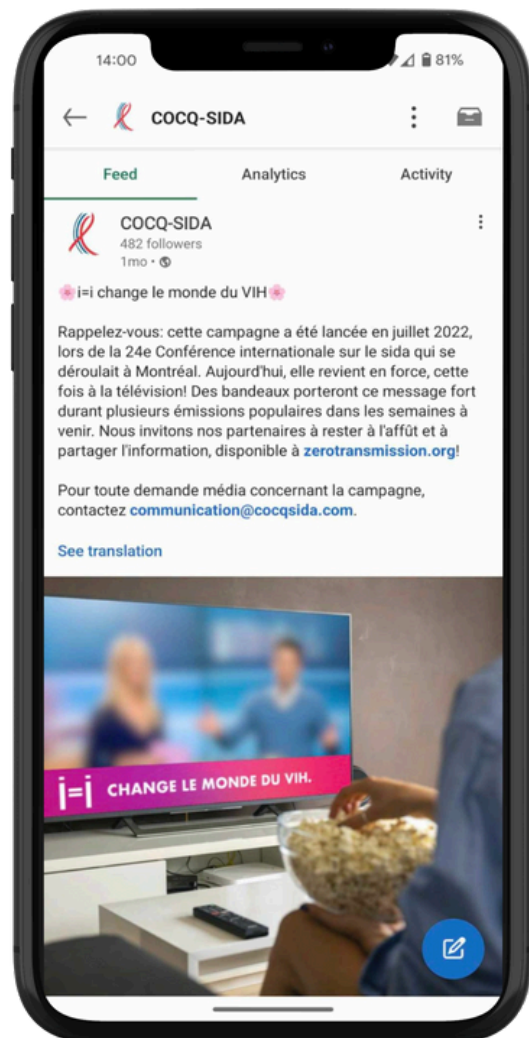 14:00
81%
COCQ-SIDA
Feed Analytics Activity
COCQ-SIDA
482 followers
1mo •
🌸i=i change le monde du VIH🌸
Rappelez-vous: cette campagne a été lancée en juillet 2022,
lors de la 24e Conférence internationale sur le sida qui se
déroulait à Montréal. Aujourd'hui, elle revient en force, cette
fois à la télévision! Des bandeaux porteront ce message fort
durant plusieurs émissions populaires dans les semaines à
venir. Nous invitons nos partenaires à rester à l'affût et à
partager l'information, disponible à zerotransmission.org!
Pour toute demande média concernant la campagne,
contactez communication@cocqsida.com.
See translation
i=i CHANGE LE MONDE DU VIH.